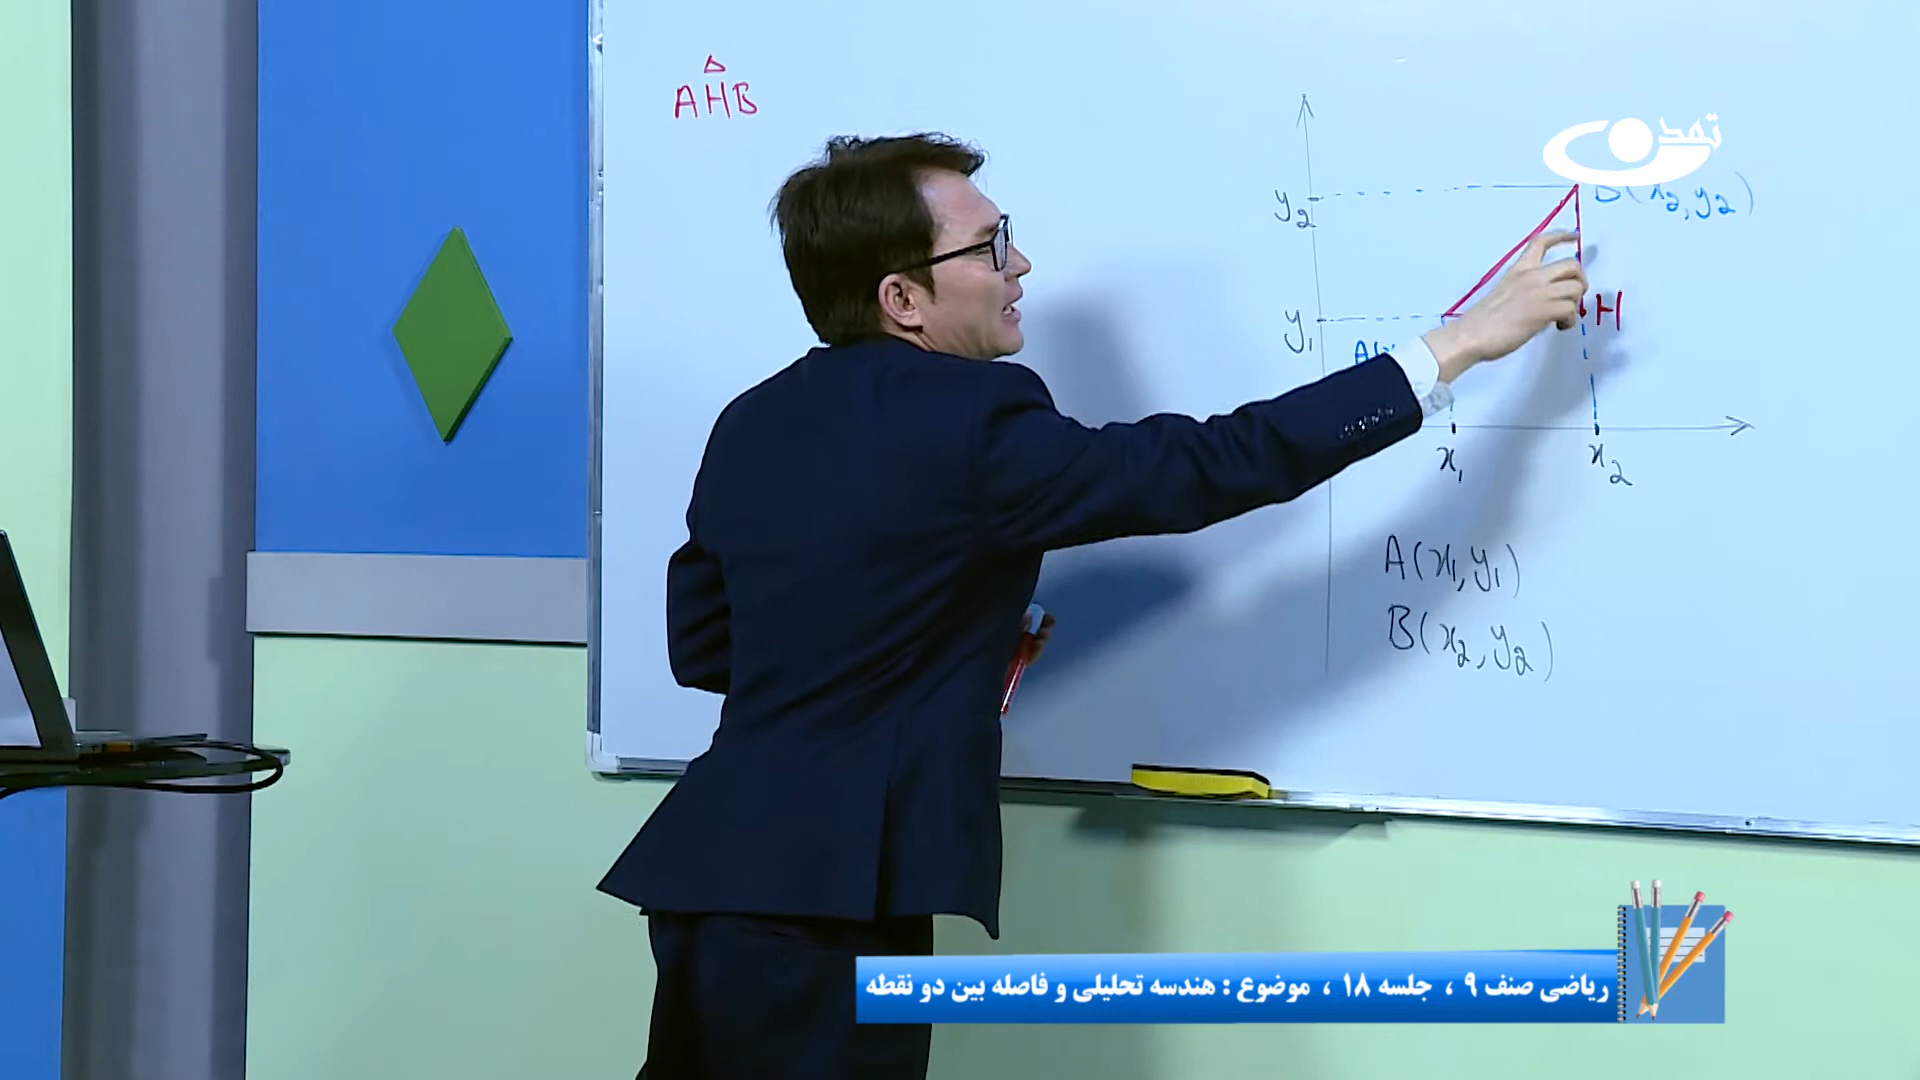 A H B
تمدن
y2
B(x2, y2)
y1
H
x1
x2
A(x1, y1)
B(x2, y2)
ریاضی صنف ۹ ، جلسه ۱۸ ، موضوع : هندسه تحلیلی و فاصله بین دو نقطه